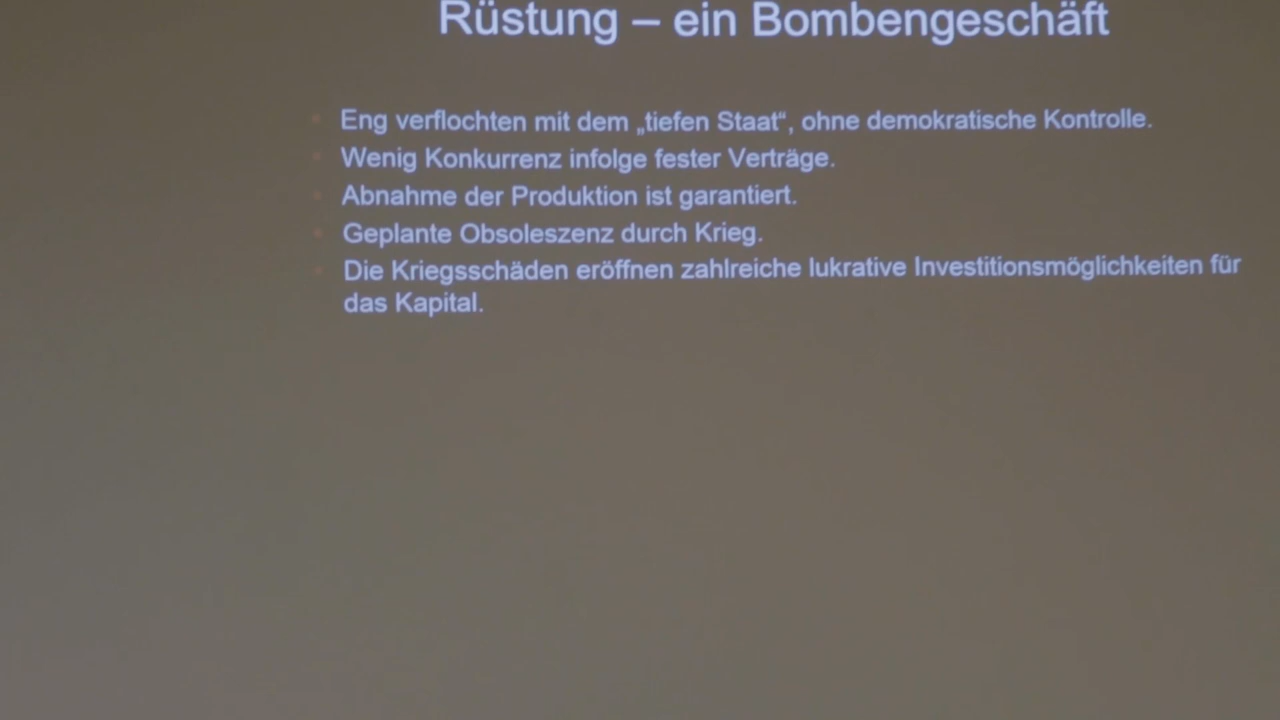 Rüstung – ein Bombengeschäft
Eng verflochten mit dem „tiefen Staat“, ohne demokratische Kontrolle.
Wenig Konkurrenz infolge fester Verträge.
Abnahme der Produktion ist garantiert.
Geplante Obsoleszenz durch Krieg.
Die Kriegsschäden eröffnen zahlreiche lukrative Investitionsmöglichkeiten für
das Kapital.